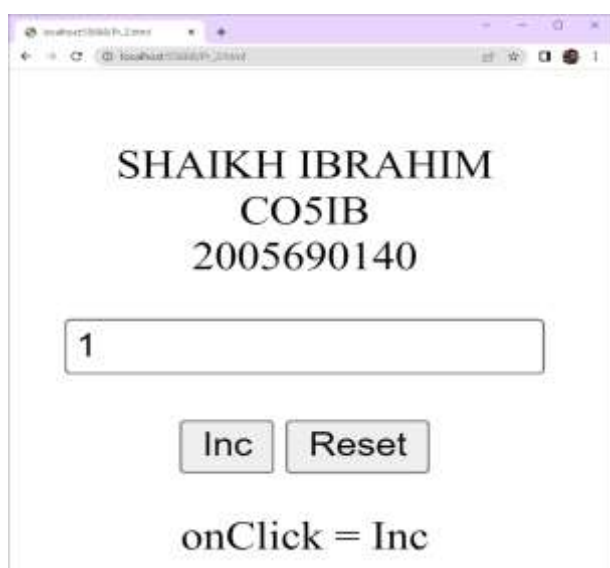 SHAIKH IBRAHIM
CO5IB
2005690140
1
Inc Reset
onClick = Inc